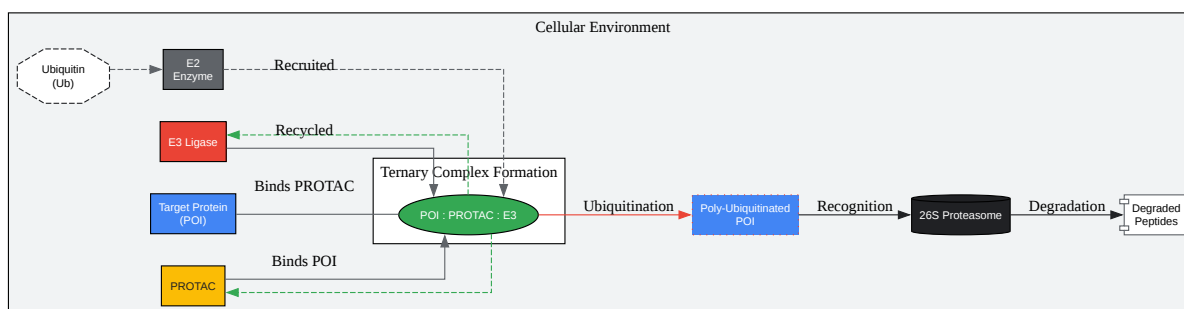 Cellular Environment
Ubiquitin
(Ub)
E2
Enzyme
Recruited
E3 Ligase
Recycled
Ternary Complex Formation
Binds PROTAC
Target Protein
(POI)
POI : PROTAC : E3
Ubiquitination
Poly-Ubiquitinated
POI
Recognition
26S Proteasome
Degradation
Degraded
Peptides
Binds POI
PROTAC